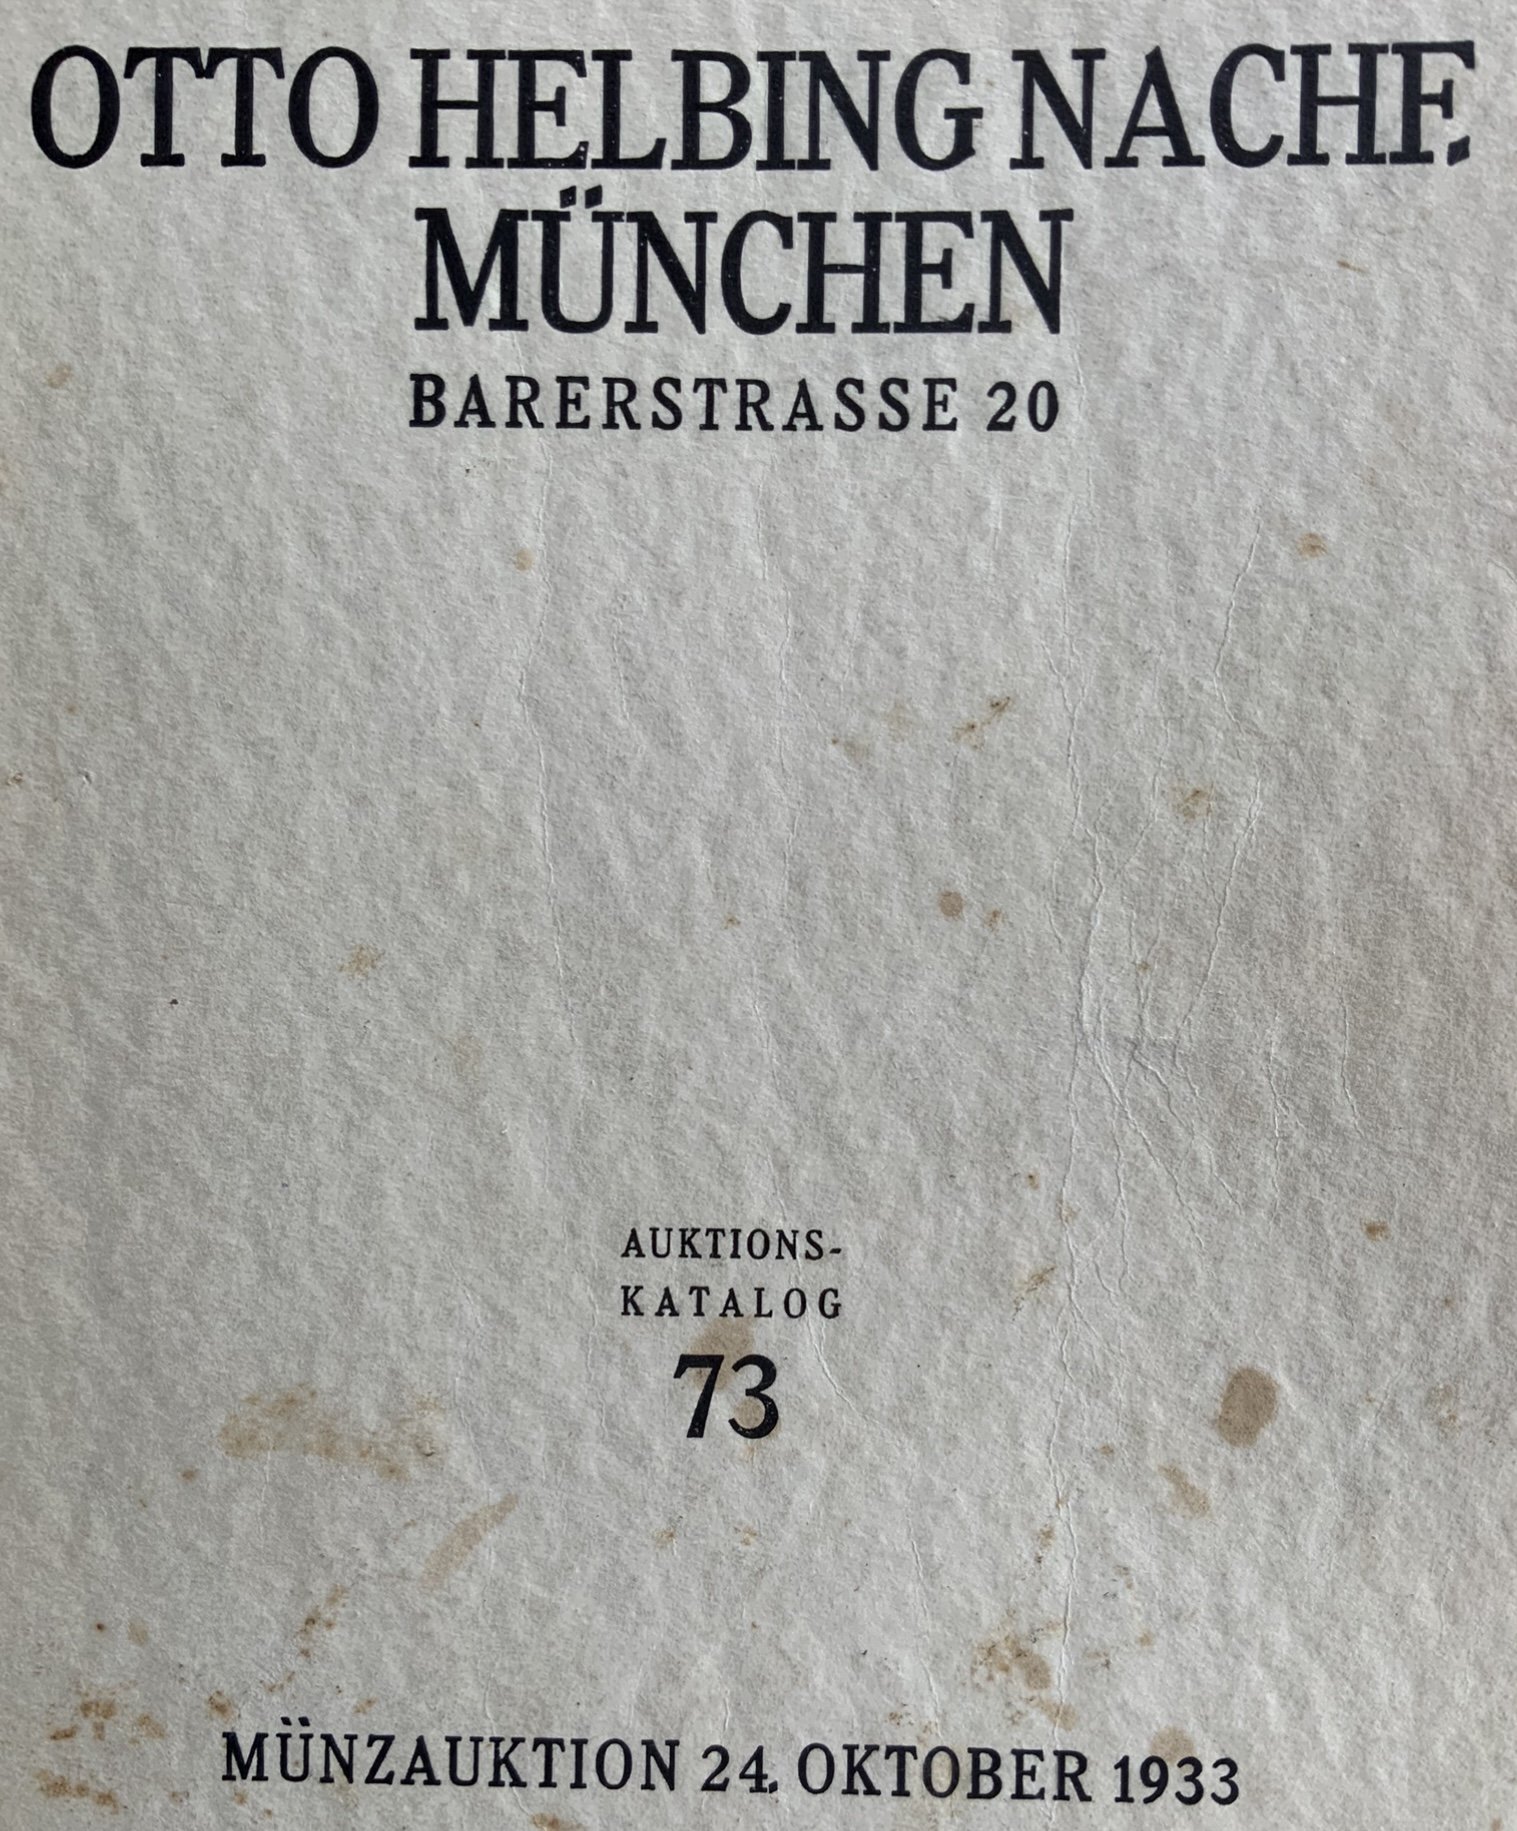 OTTO HELBING NACHF.
MÜNCHEN
BARERSTRASSE 20
AUKTIONS-
KATALOG
73
MÜNZAUKTION 24. OKTOBER 1933